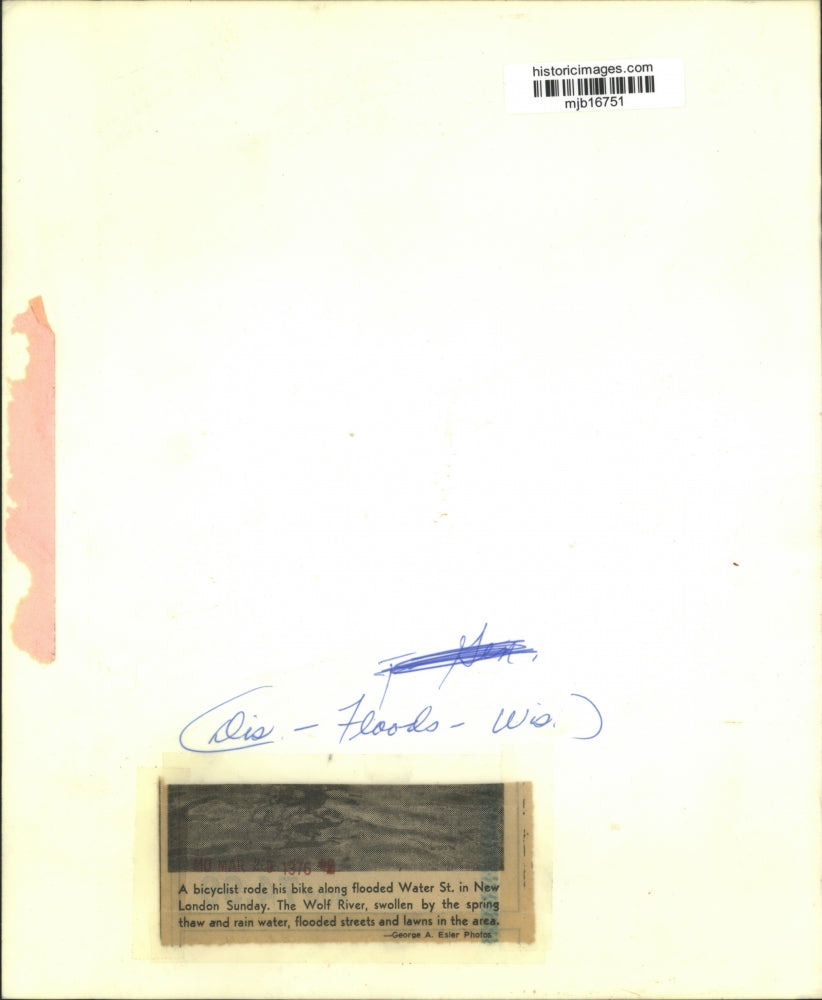 historicimages.com
mjb16751
Gen.
(Dis. - Floods - Wis.)
MAR 1976
A bicyclist rode his bike along flooded Water St. in New
London Sunday. The Wolf River, swollen by the spring
thaw and rain water, flooded streets and lawns in the area.
—George A. Esler Photos